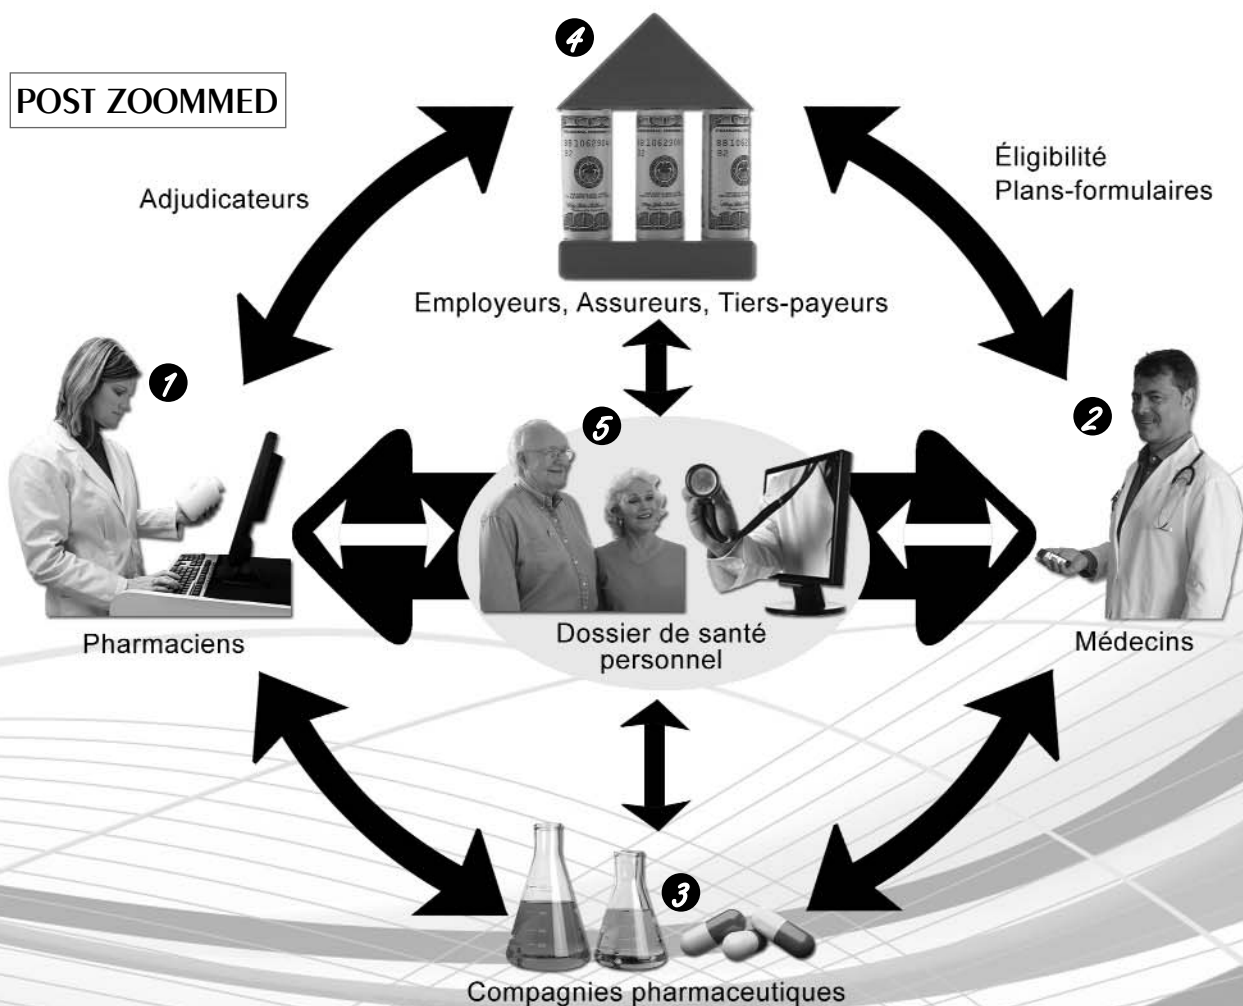 POST ZOOMMED
4
Adjudicateurs
Éligibilité
Plans-formulaires
Employeurs, Assureurs, Tiers-payeurs
1
5
2
Pharmaciens
Dossier de santé
personnel
Médecins
3
Compagnies pharmaceutiques